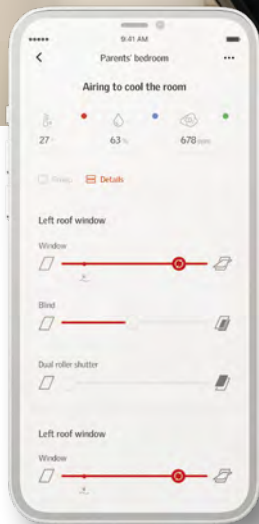 9:41 AM
Parents' bedroom
Airing to cool the room
27 ° 63 % 678 ppm
Details
Left roof window
Window
Blind
Dual roller shutter
Left roof window
Window